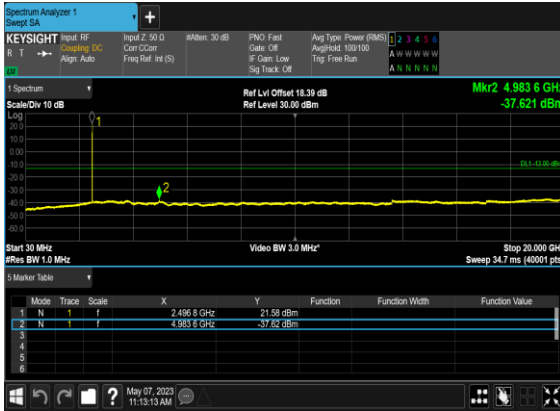 Spectrum Analyzer 1
Swept SA
+
KEYSIGHT
R T
Input: RF
Coupling: DC
Align: Auto
Input Z: 50 Ω
Corr CCorr
Freq Ref: Int (S)
#Atten: 30 dB
PNO: Fast
Gate: Off
IF Gain: Low
Sig Track: Off
Avg Type: Power (RMS)
Avg|Hold: 100/100
Trig: Free Run
1 2 3 4 5 6
A W W W W W
A N N N N N
1 Spectrum
Scale/Div 10 dB
Ref Lvl Offset 18.39 dB
Ref Level 30.00 dBm
Mkr2 4.983 6 GHz
-37.621 dBm
Log
20.0
10.0
0.00
-10.0
-20.0
-30.0
-40.0
-50.0
-60.0
1
2
DL1 -13.00 dBm
Start 30 MHz
#Res BW 1.0 MHz
Video BW 3.0 MHz*
Stop 20.000 GHz
Sweep 34.7 ms (40001 pts)
5 Marker Table
Mode Trace Scale X Y Function Function Width Function Value
1 N 1 f 2.496 8 GHz 21.58 dBm
2 N 1 f 4.983 6 GHz -37.62 dBm
3
4
5
6
?
May 07, 2023
11:13:13 AM